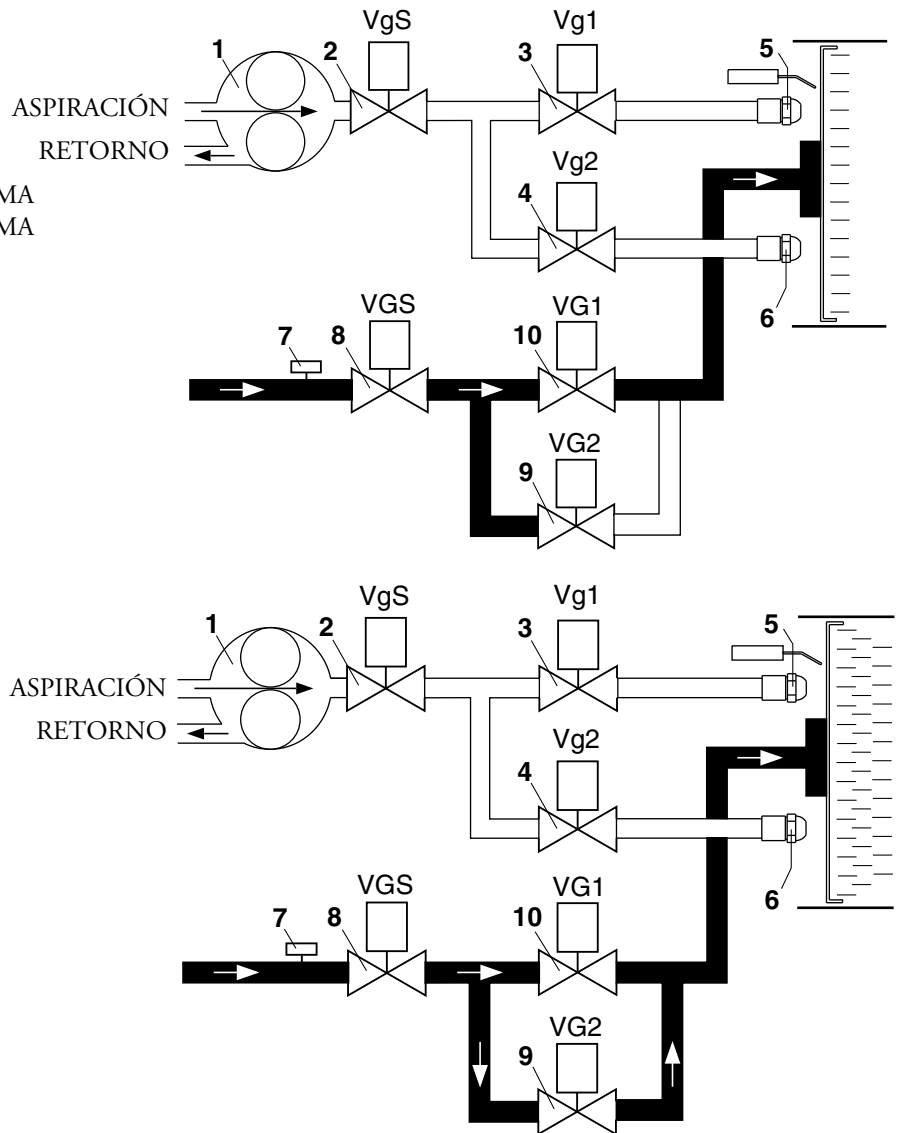 VgS Vg1
1 2 3 5
ASPIRACIÓN
RETORNO
Vg2
MA
4
MA
6
VGS VG1
7 8 10
VG2
9
VgS Vg1
1 2 3 5
ASPIRACIÓN
RETORNO
Vg2
4
VGS VG1
6
7 8 10
VG2
9